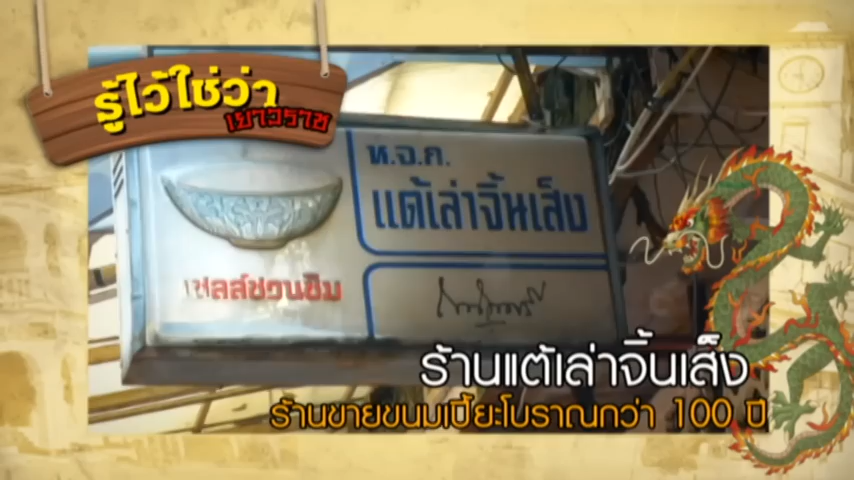 รู้ไว้ใช่ว่า
เยาวราช
ห.จ.ก.
แต้เล่าจิ้นเส็ง
เชลล์ชวนชิม
ร้านแต้เล่าจิ้นเส็ง
ร้านขายขนมเปี๊ยะโบราณกว่า 100 ปี